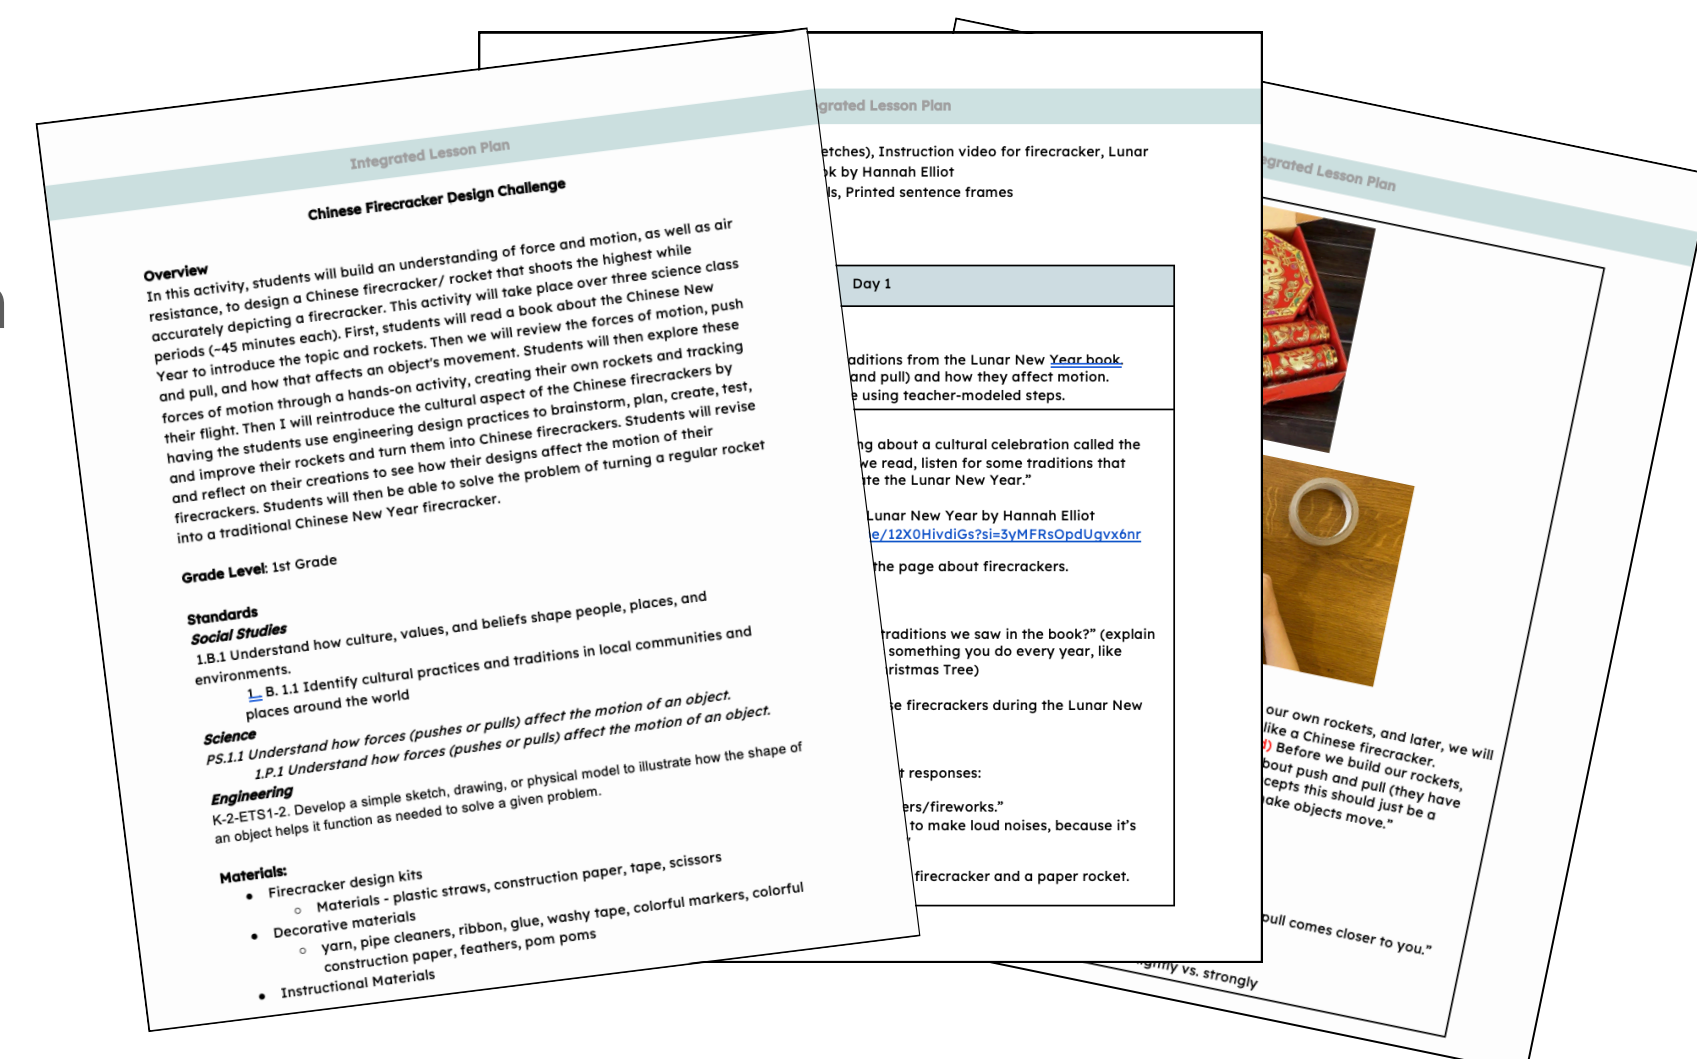 Integrated Lesson Plan
Chinese Firecracker Design Challenge
Overview
In this activity, students will build an understanding of force and motion, as well as air
resistance, to design a Chinese firecracker/ rocket that shoots the highest while
accurately depicting a firecracker. This activity will take place over three science class
periods (~45 minutes each). First, students will read a book about the Chinese New
Year to introduce the topic and rockets. Then we will review the forces of motion, push
and pull, and how that affects an object's movement. Students will then explore these
forces of motion through a hands-on activity, creating their own rockets and tracking
their flight. Then I will reintroduce the cultural aspect of the Chinese firecrackers by
having the students use engineering design practices to brainstorm, plan, create, test,
and improve their rockets and turn them into Chinese firecrackers. Students will revise
and reflect on their creations to see how their designs affect the motion of their
firecrackers. Students will then be able to solve the problem of turning a regular rocket
into a traditional Chinese New Year firecracker.
Grade Level: 1st Grade
Standards
Social Studies
1.B.1 Understand how culture, values, and beliefs shape people, places, and
environments.
1. B. 1.1 Identify cultural practices and traditions in local communities and
places around the world
Science
PS.1.1 Understand how forces (pushes or pulls) affect the motion of an object.
1.P.1 Understand how forces (pushes or pulls) affect the motion of an object.
Engineering
K-2-ETS1-2. Develop a simple sketch, drawing, or physical model to illustrate how the shape of
an object helps it function as needed to solve a given problem.
Materials:
● Firecracker design kits
○ Materials - plastic straws, construction paper, tape, scissors
● Decorative materials
○ yarn, pipe cleaners, ribbon, glue, washy tape, colorful markers, colorful
construction paper, feathers, pom poms
● Instructional Materials
grated Lesson Plan
etches), Instruction video for firecracker, Lunar
ok by Hannah Elliot
ls, Printed sentence frames
Day 1
aditions from the Lunar New Year book
and pull) and how they affect motion.
e using teacher-modeled steps.
ng about a cultural celebration called the
we read, listen for some traditions that
ate the Lunar New Year.”
Lunar New Year by Hannah Elliot
e/12X0HivdiGs?si=3yMFRsOpdUqvx6nr
the page about firecrackers.
traditions we saw in the book?” (explain
something you do every year, like
ristmas Tree)
se firecrackers during the Lunar New
t responses:
ers/fireworks.”
to make loud noises, because it’s
”
firecracker and a paper rocket.
egrated Lesson Plan
our own rockets, and later, we will
like a Chinese firecracker.
d) Before we build our rockets,
bout push and pull (they have
cepts this should just be a
ake objects move.”
pull comes closer to you.”
ightly vs. strongly